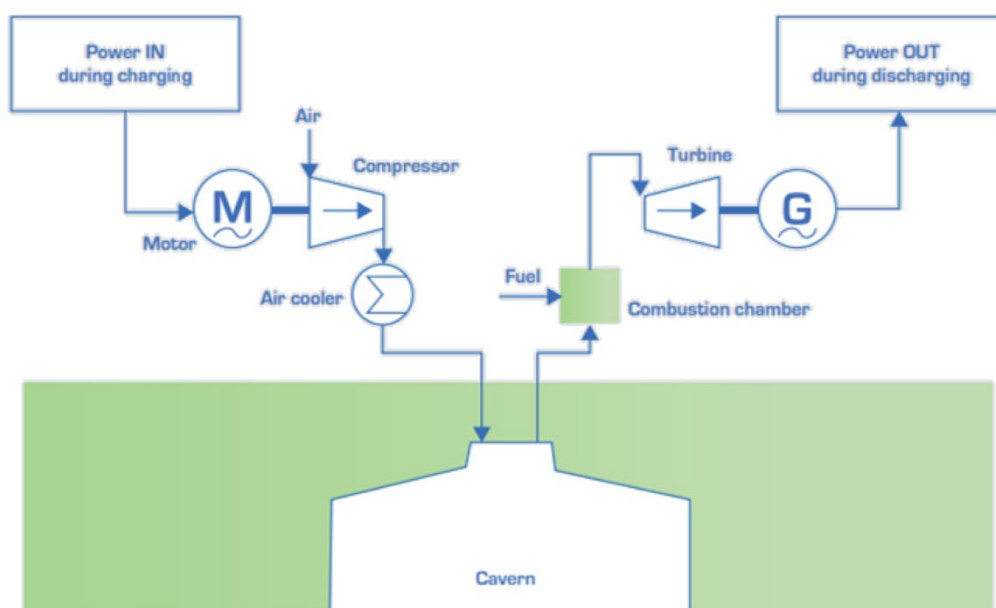 Power IN
during charging
Power OUT
during discharging
Air
Compressor
Turbine
M
G
Motor
Air cooler
Fuel
Combustion chamber
Cavern